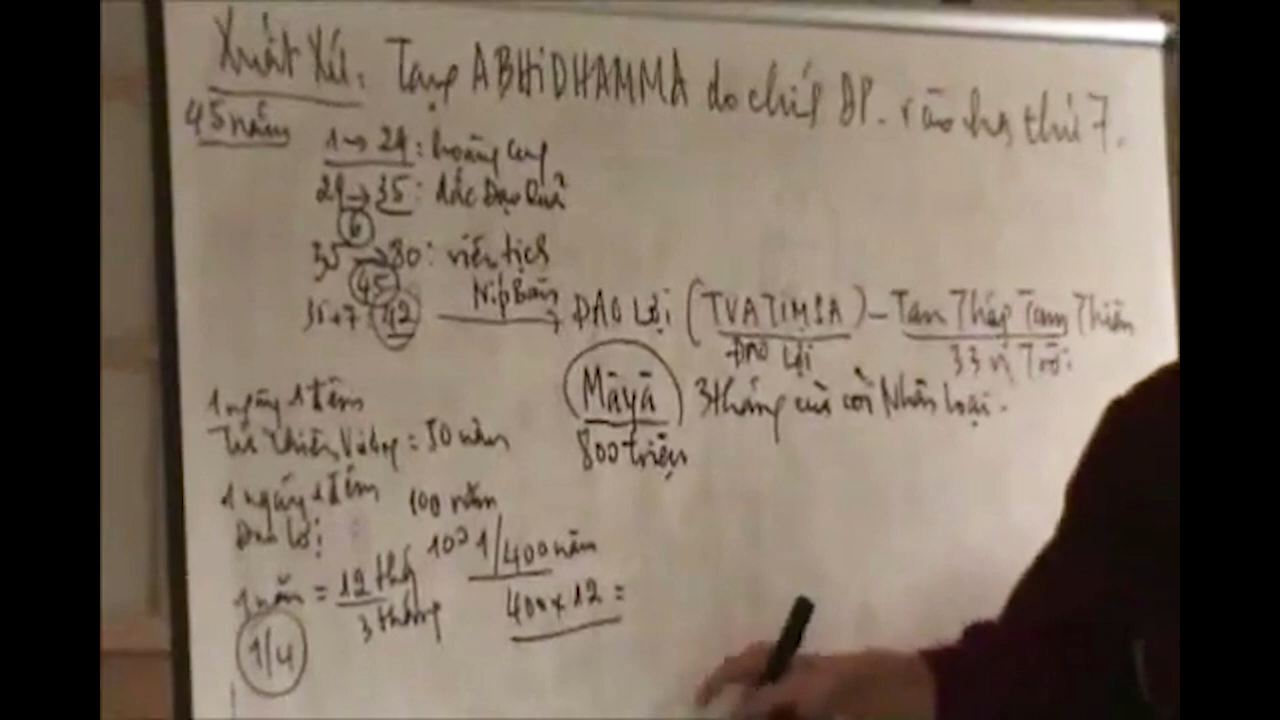 Xuất Xứ: Tạng ABHIDHAMMA do chính ĐP. vào hạ thứ 7.
45 năm
1 → 29: hoàng cung
29 → 35: đắc Đạo Quả
6
35 → 80: viên tịch
45
Níp Bàn
35+7: 42 → ĐAO LỢI (TVATIMSA) – Tan Thập Tam Thiên
ĐAO LỢI
33 vị Trời
Māyā
3 tháng của cõi Nhân loại.
800 triệu
1 ngày 1 đêm
Tứ Thiên Vương = 50 năm
1 ngày 1 đêm 100 năm
Đao Lợi
1 năm = 12 thg 100 1/400 năm
3 tháng 400 x 12 =
1/4